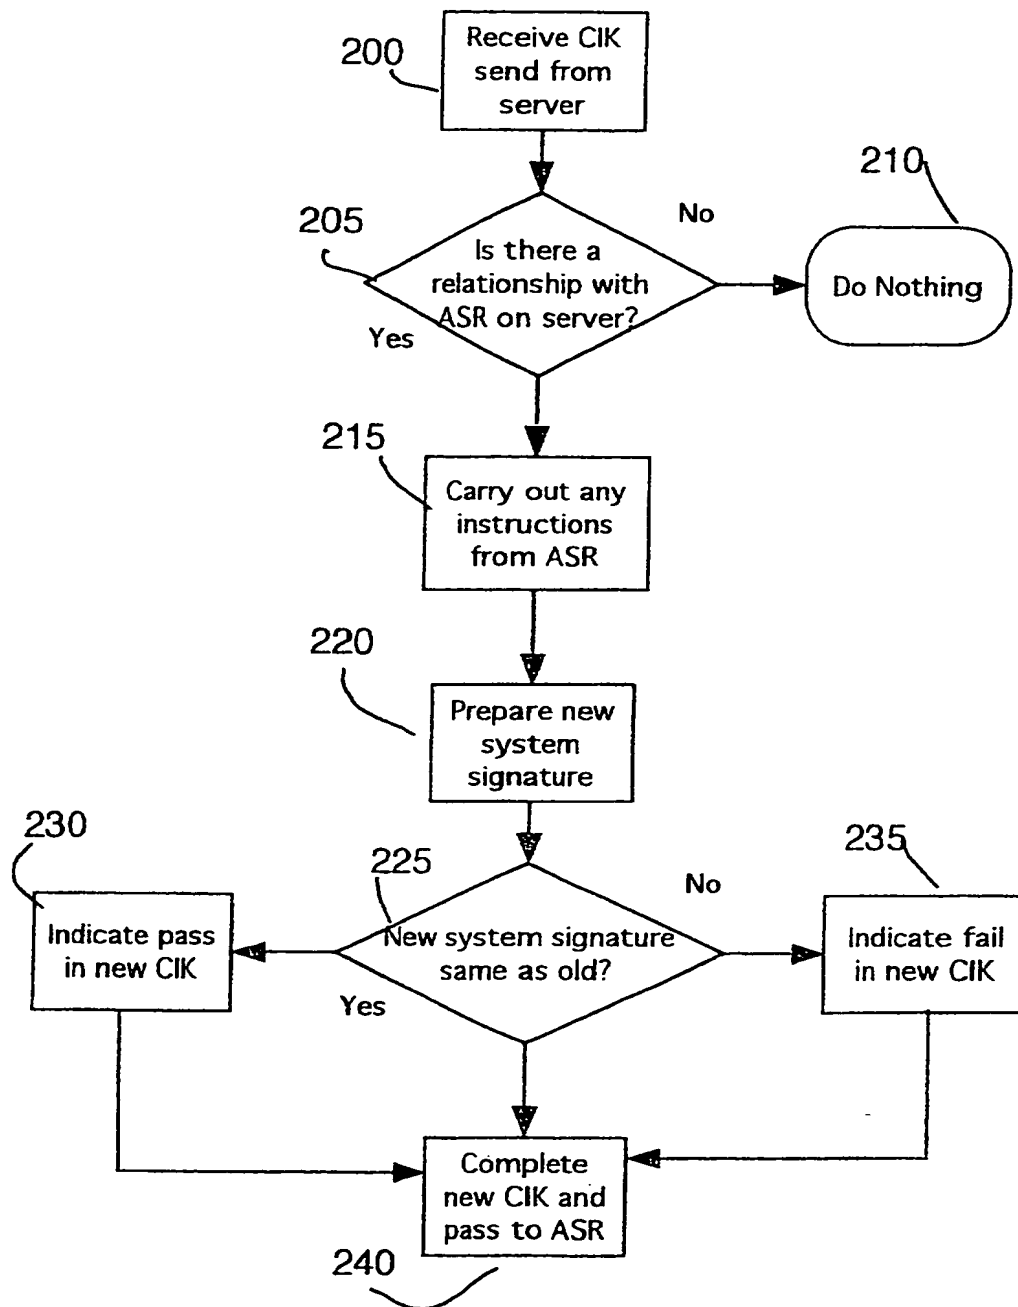 200
Receive CIK
send from
server
205
Is there a
relationship with
ASR on server?
No
Yes
210
Do Nothing
215
Carry out any
instructions
from ASR
220
Prepare new
system
signature
225
New system signature
same as old?
No
Yes
230
Indicate pass
in new CIK
235
Indicate fail
in new CIK
Complete
new CIK and
pass to ASR
240